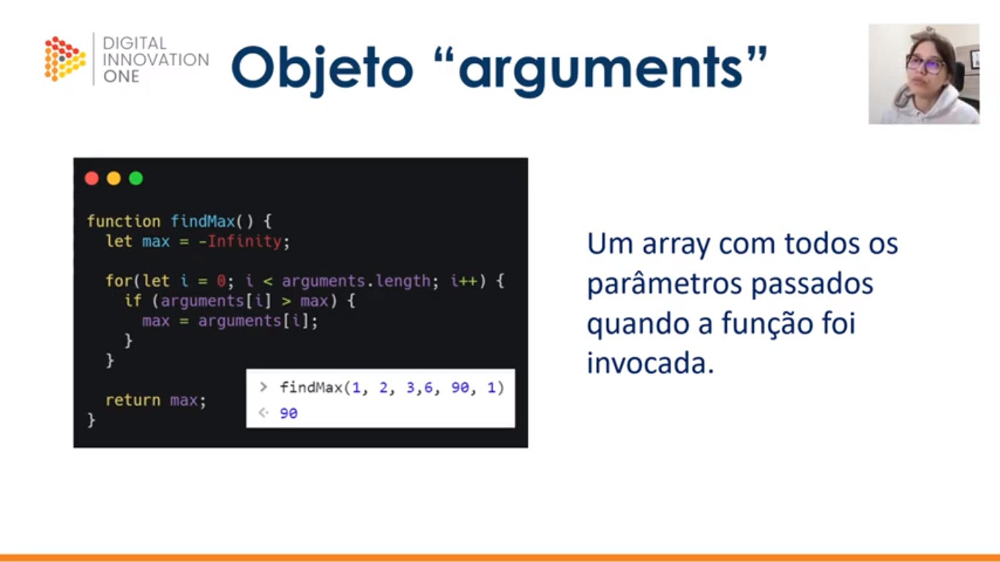 DIGITAL
INNOVATION
ONE
Objeto “arguments”
function findMax() {
let max = -Infinity;
for(let i = 0; i < arguments.length; i++) {
if (arguments[i] > max) {
max = arguments[i];
}
}
return max;
}
> findMax(1, 2, 3,6, 90, 1)
90
Um array com todos os
parâmetros passados
quando a função foi
invocada.